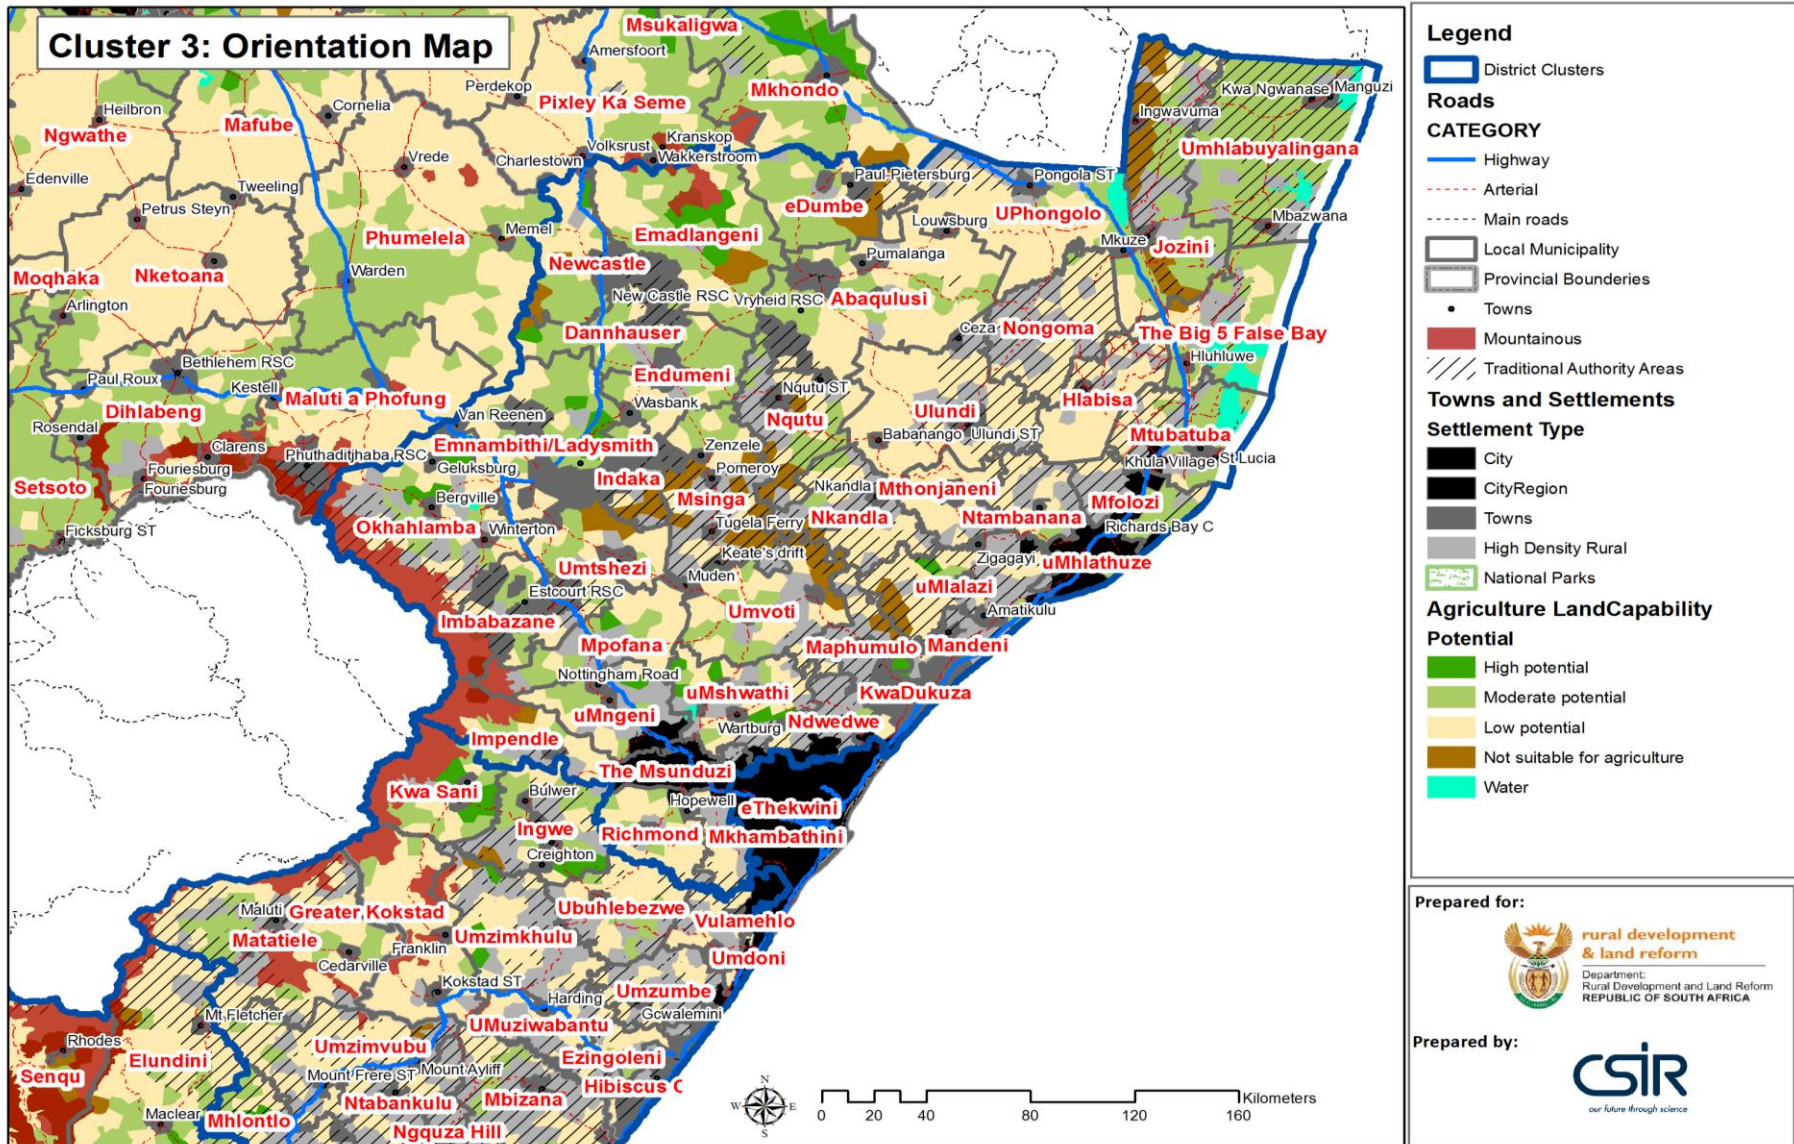 Cluster 3: Orientation Map
Msukaligwa
Amersfoort
Perdekop
Pixley Ka Seme
Mkhondo
Heilbron
Ngwathe
Mafube
Cornelia
Kwa Ngwanase
Manguzi
Ingwavuma
Umhlabuyalingana
Kranskop
Volksrust
Wakkerstroom
Charlestown
Vrede
Edenville
Tweeling
Paul-Pietersburg
Pongola ST
eDumbe
Louwsburg
UPhongolo
Mbazwana
Petrus Steyn
Phumelela
Memel
Emadlangeni
Mkuze
Jozini
Newcastle
Pumalanga
Moqhaka
Nketoana
Warden
Arlington
New Castle RSC
Vryheid RSC
Abaqulusi
Dannhauser
Ceza
Nongoma
The Big 5 False Bay
Hluhluwe
Bethlehem RSC
Paul Roux
Kestell
Maluti a Phofung
Endumeni
Nqutu ST
Hlabisa
Dihlabeng
Van Reenen
Wasbank
Nqutu
Ulundi
Rosendal
Clarens
Emnambithi/Ladysmith
Zenzele
Babanango
Ulundi ST
Mtubatuba
Phuthaditjhaba RSC
Fouriesburg
Geluksburg
Pomeroy
Khula Village
St Lucia
Setsoto
Fouriesburg
Indaka
Msinga
Nkandla
Mthonjaneni
Bergville
Mfolozi
Okhahlamba
Winterton
Tugela Ferry
Nkandla
Ntambanana
Richards Bay C
Ficksburg ST
Keate's drift
Zigagayi
uMhlathuze
Umtshezi
Muden
uMlalazi
Estcourt RSC
Umvoti
Amatikulu
Imbabazane
Mpofana
Maphumulo
Mandeni
Nottingham Road
uMshwathi
KwaDukuza
uMngeni
Wartburg
Ndwedwe
Impendle
The Msunduzi
Kwa Sani
Bulwer
Hopewell
eThekwini
Ingwe
Richmond
Mkhambathini
Creighton
Maluti
Greater Kokstad
Ubuhlebezwe
Vulamehlo
Matatiele
Franklin
Umzimkhulu
Umdoni
Cedarville
Kokstad ST
Harding
Umzumbe
Gcwalemini
Mt Fletcher
UMuziwabantu
Rhodes
Elundini
Umzimvubu
Ezingoleni
Senqu
Mount Frere ST
Mount Ayliff
Hibiscus C
Ntabankulu
Mbizana
Maclear
Mhlontlo
Ngquza Hill
N
W E
S
0 20 40 80 120 160
Kilometers
Legend
District Clusters
Roads
CATEGORY
Highway
Arterial
Main roads
Local Municipality
Provincial Bounderies
Towns
Mountainous
Traditional Authority Areas
Towns and Settlements
Settlement Type
City
CityRegion
Towns
High Density Rural
National Parks
Agriculture LandCapability
Potential
High potential
Moderate potential
Low potential
Not suitable for agriculture
Water
Prepared for:
rural development
& land reform
Department:
Rural Development and Land Reform
REPUBLIC OF SOUTH AFRICA
Prepared by:
CSIR
our future through science